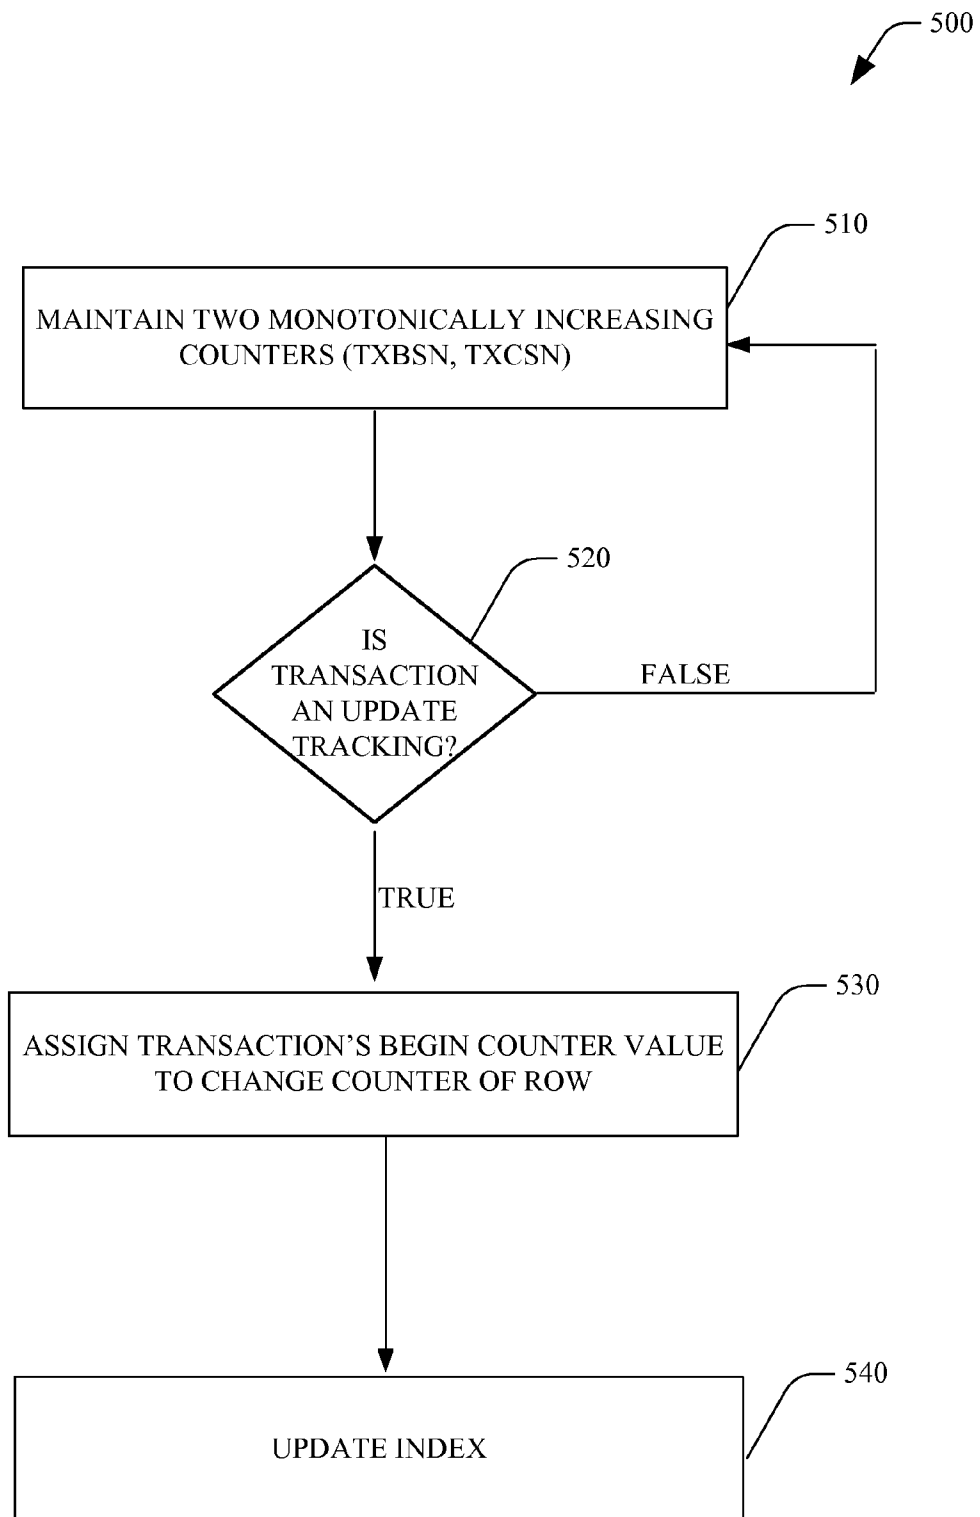 500
510
MAINTAIN TWO MONOTONICALLY INCREASING
COUNTERS (TXBSN, TXCSN)
520
IS
TRANSACTION
AN UPDATE
TRACKING?
FALSE
TRUE
530
ASSIGN TRANSACTION’S BEGIN COUNTER VALUE
TO CHANGE COUNTER OF ROW
540
UPDATE INDEX